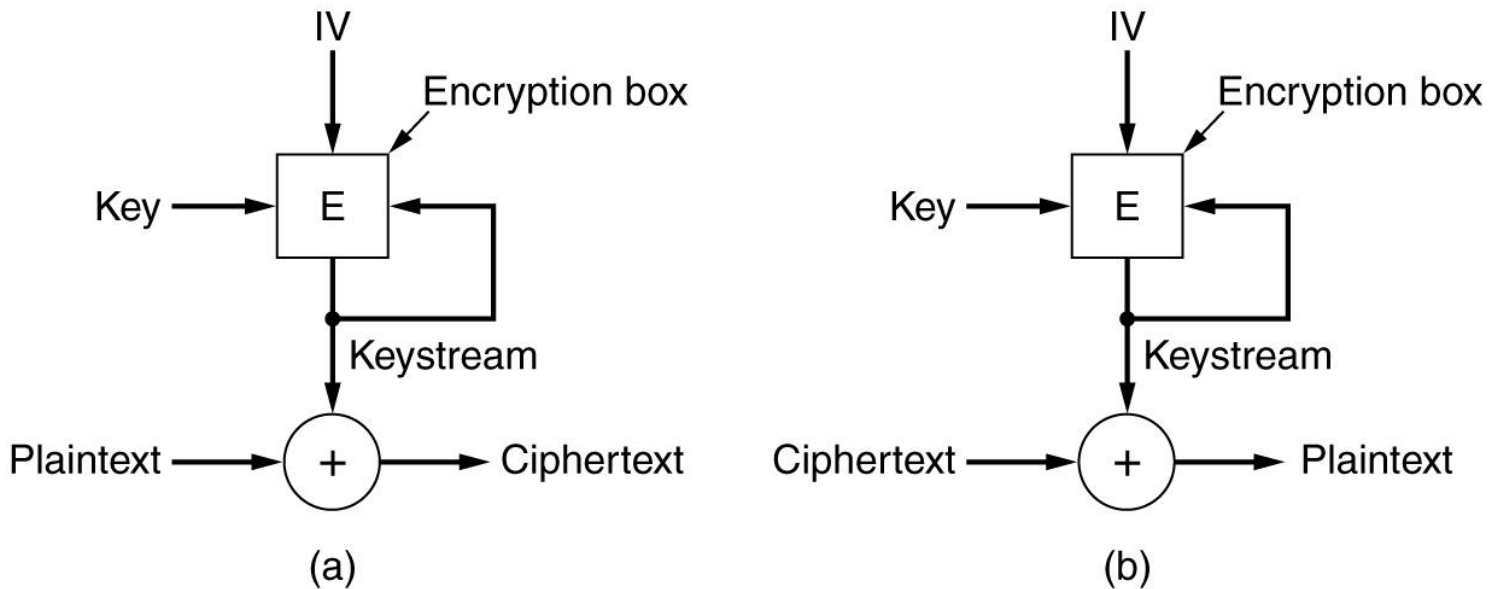 IV
Encryption box
Key
E
Keystream
Plaintext
+
Ciphertext
(a)
IV
Encryption box
Key
E
Keystream
Ciphertext
+
Plaintext
(b)